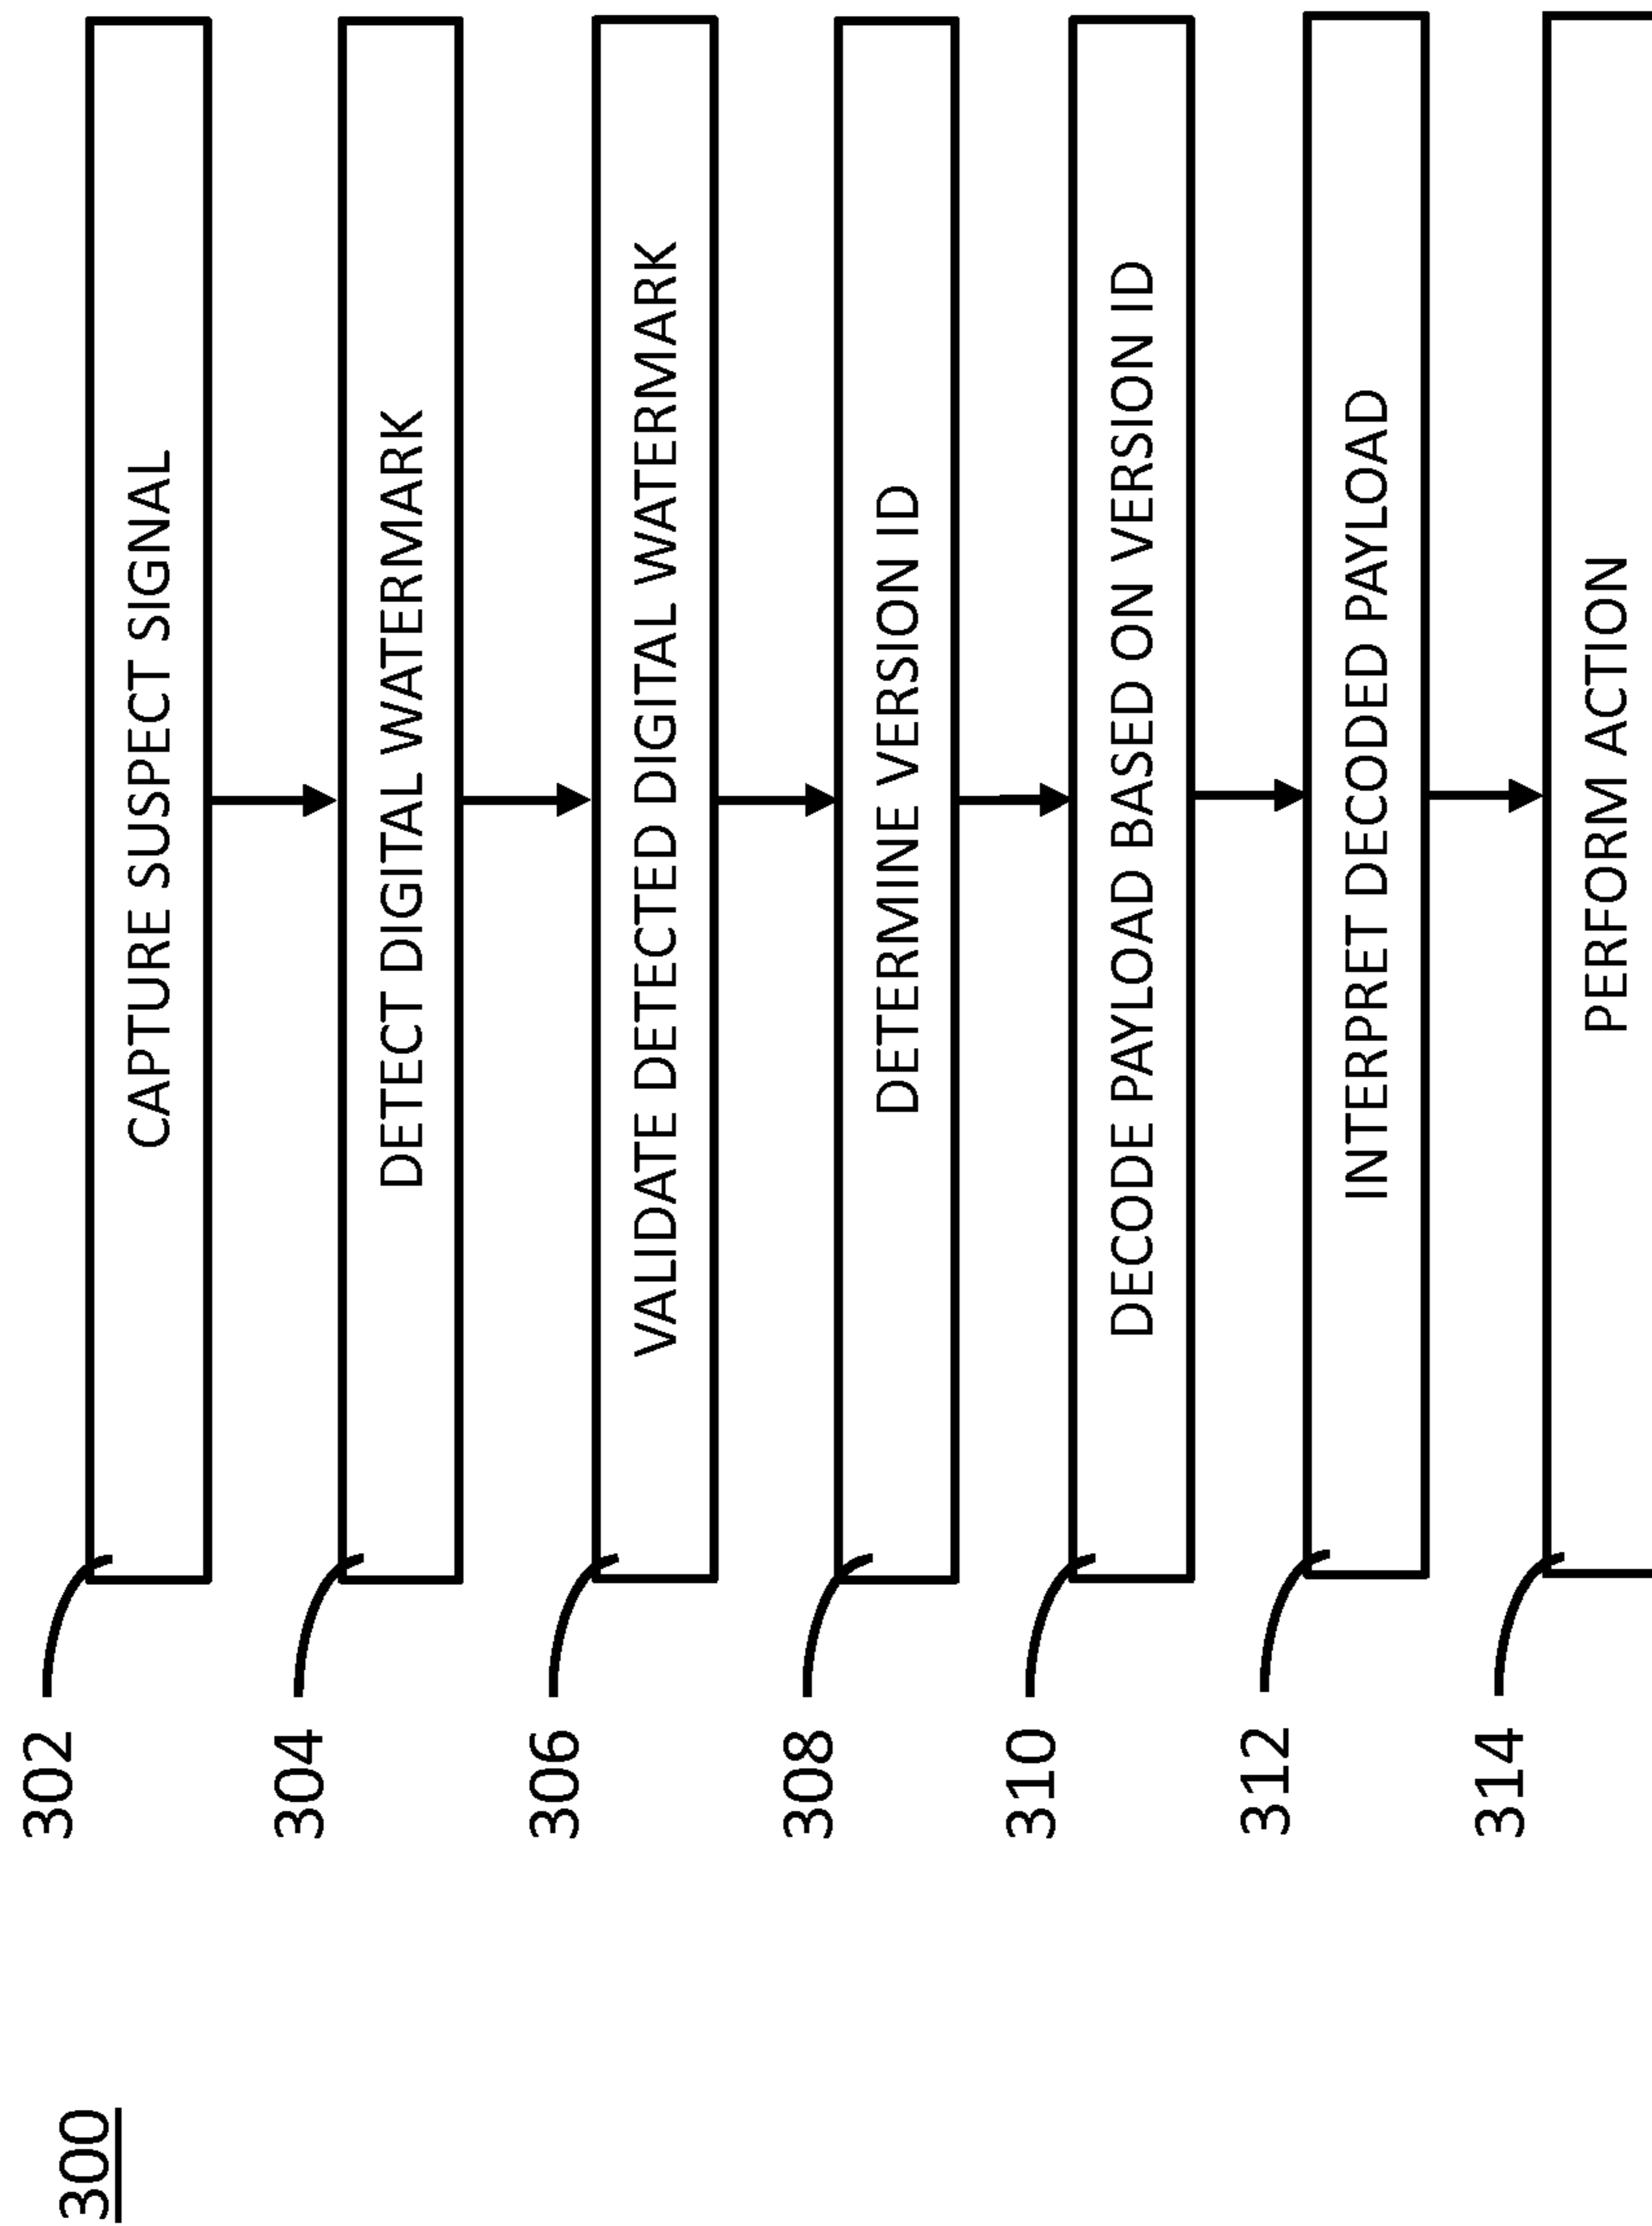 300
302
CAPTURE SUSPECT SIGNAL
304
DETECT DIGITAL WATERMARK
306
VALIDATE DETECTED DIGITAL WATERMARK
308
DETERMINE VERSION ID
310
DECODE PAYLOAD BASED ON VERSION ID
312
INTERPRET DECODED PAYLOAD
314
PERFORM ACTION